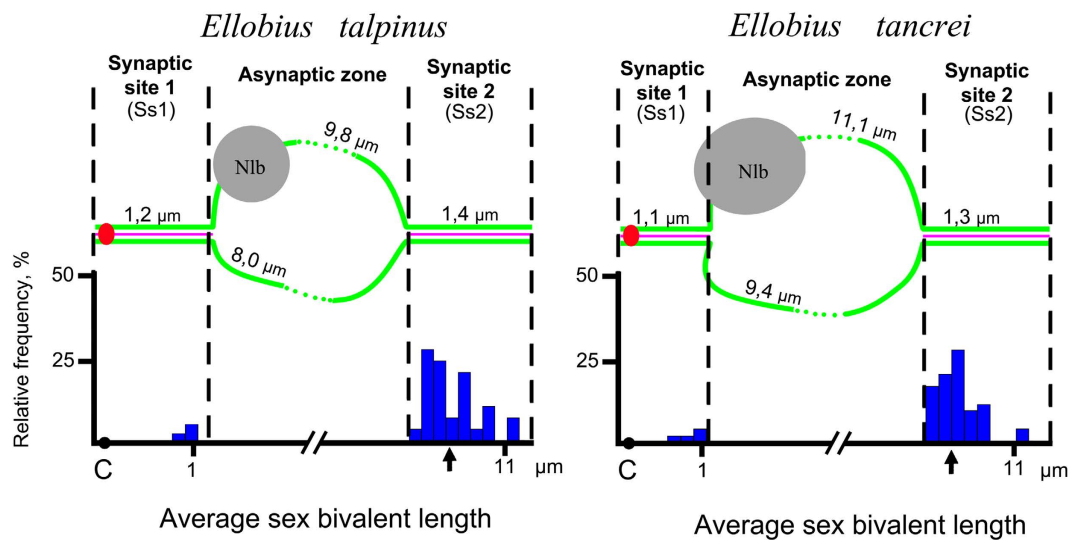 Ellobius talpinus
Synaptic
site 1
(Ss1)
Asynaptic zone
Synaptic
site 2
(Ss2)
Nlb
9,8 µm
1,2 µm
1,4 µm
8,0 µm
Relative frequency, %
50
25
C
1
11
µm
Average sex bivalent length
Ellobius tancrei
Synaptic
site 1
(Ss1)
Asynaptic zone
Synaptic
site 2
(Ss2)
Nlb
11,1 µm
1,1 µm
1,3 µm
9,4 µm
50
25
C
1
11
µm
Average sex bivalent length